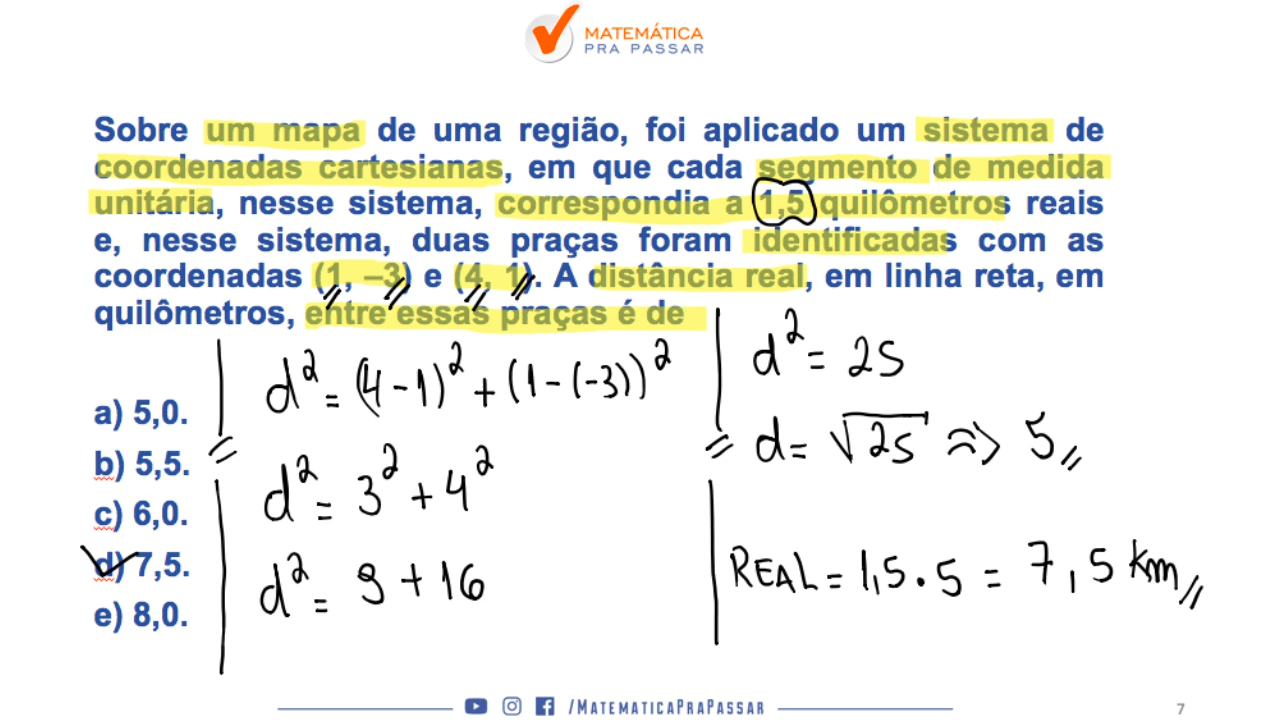 MATEMÁTICA
PRA PASSAR
Sobre um mapa de uma região, foi aplicado um sistema de
coordenadas cartesianas, em que cada segmento de medida
unitária, nesse sistema, correspondia a 1,5 quilômetros reais
e, nesse sistema, duas praças foram identificadas com as
coordenadas (1, –3) e (4, 1). A distância real, em linha reta, em
quilômetros, entre essas praças é de
a) 5,0.
b) 5,5.
c) 6,0.
d) 7,5.
e) 8,0.
d² = (4 - 1)² + (1 - (-3))²
d² = 3² + 4²
d² = 9 + 16
d² = 25
d = √25 => 5
REAL = 1,5 . 5 = 7,5 km
/MATEMATICAPRAPASSAR
7